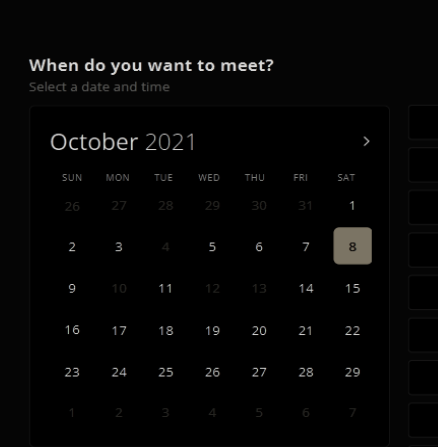 When do you want to meet?
Select a date and time
October 2021
SUN MON TUE WED THU FRI SAT
26 27 28 29 30 31 1
2 3 4 5 6 7 8
9 10 11 12 13 14 15
16 17 18 19 20 21 22
23 24 25 26 27 28 29
1 2 3 4 5 6 7